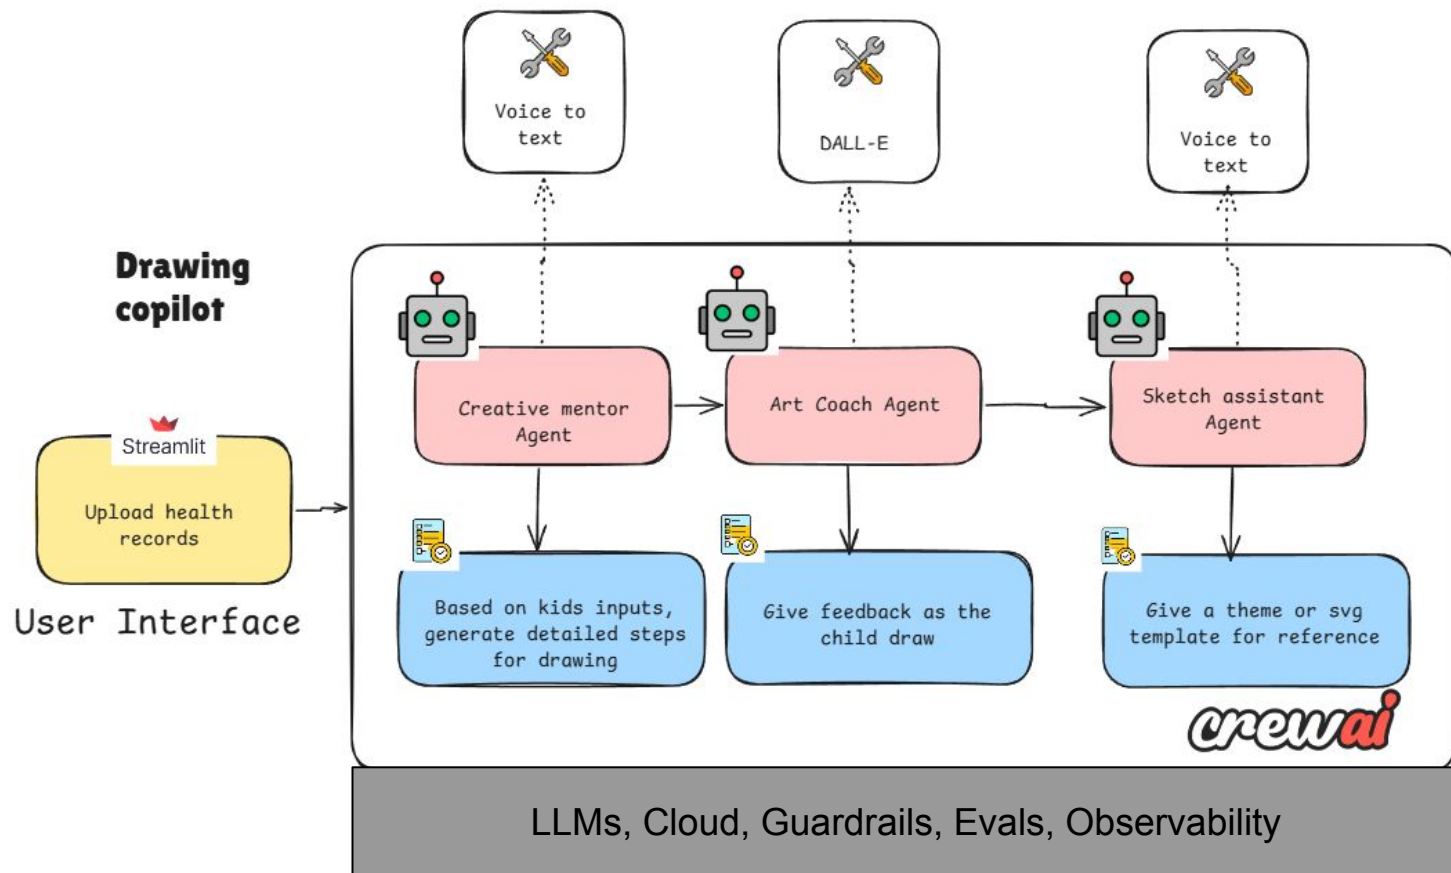 Voice to
text
DALL-E
Voice to
text
Drawing
copilot
Creative mentor
Agent
Art Coach Agent
Sketch assistant
Agent
Streamlit
Upload health
records
User Interface
Based on kids inputs,
generate detailed steps
for drawing
Give feedback as the
child draw
Give a theme or svg
template for reference
crewai
LLMs, Cloud, Guardrails, Evals, Observability